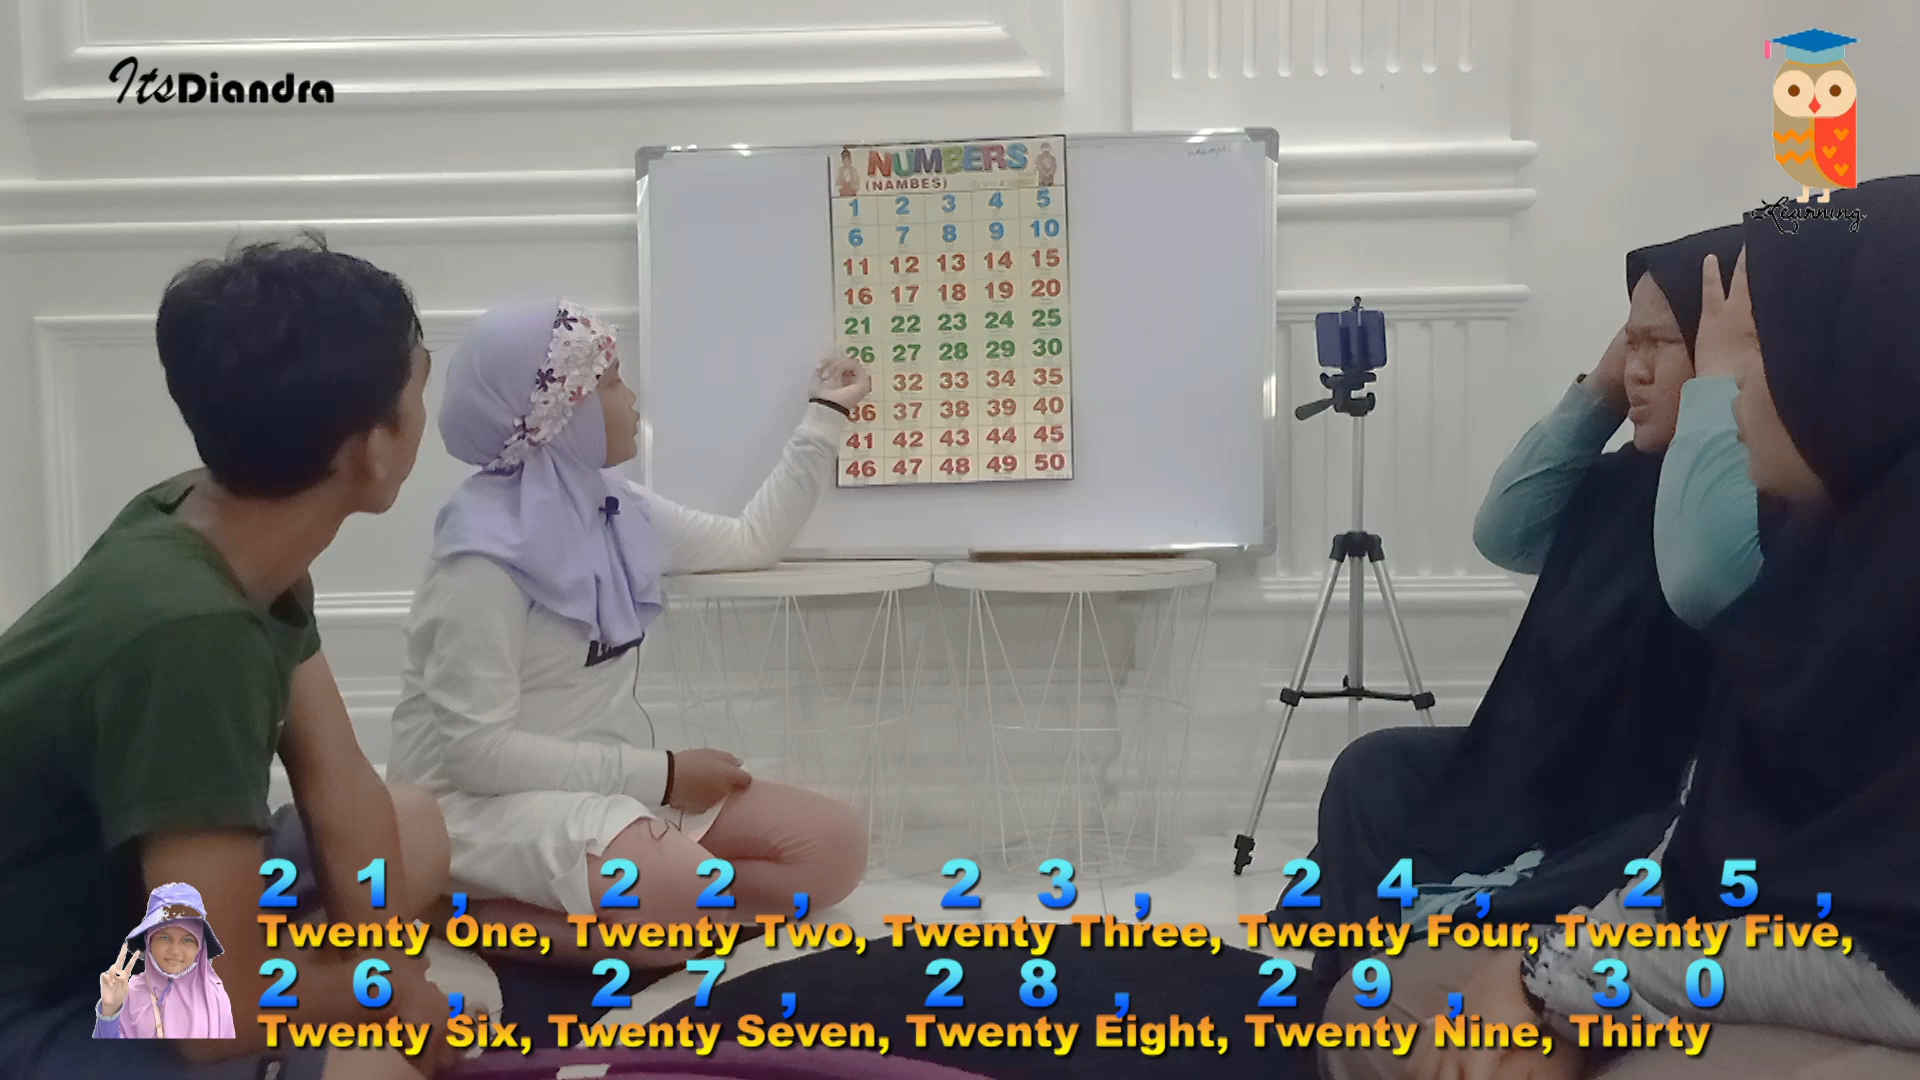 ItsDiandra
Learning
NUMBERS
(NAMBES)
1 2 3 4 5
6 7 8 9 10
11 12 13 14 15
16 17 18 19 20
21 22 23 24 25
26 27 28 29 30
32 33 34 35
36 37 38 39 40
41 42 43 44 45
46 47 48 49 50
21, 22, 23, 24, 25,
Twenty One, Twenty Two, Twenty Three, Twenty Four, Twenty Five,
26, 27, 28, 29, 30
Twenty Six, Twenty Seven, Twenty Eight, Twenty Nine, Thirty